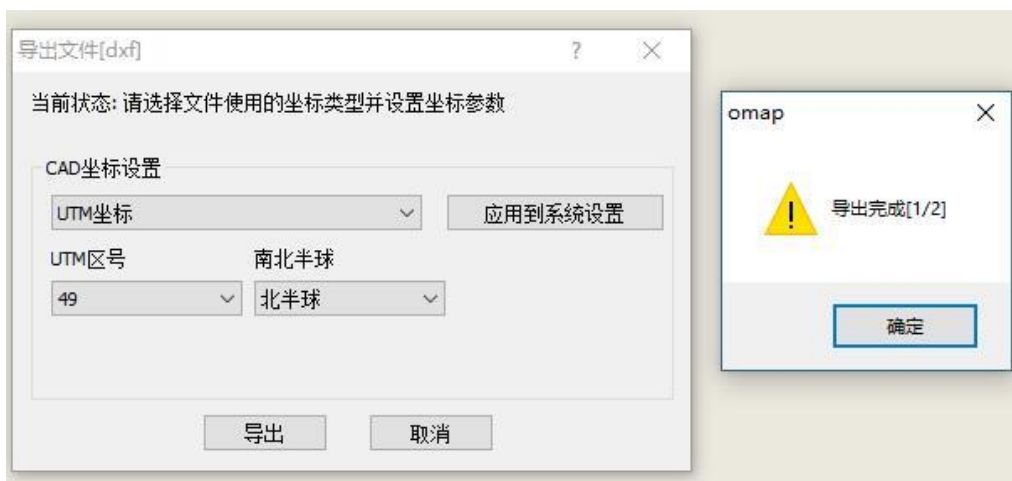 导出文件[dxf]
当前状态: 请选择文件使用的坐标类型并设置坐标参数
CAD坐标设置
UTM坐标
应用到系统设置
UTM区号
南北半球
49
北半球
导出
取消
omap
导出完成[1/2]
确定